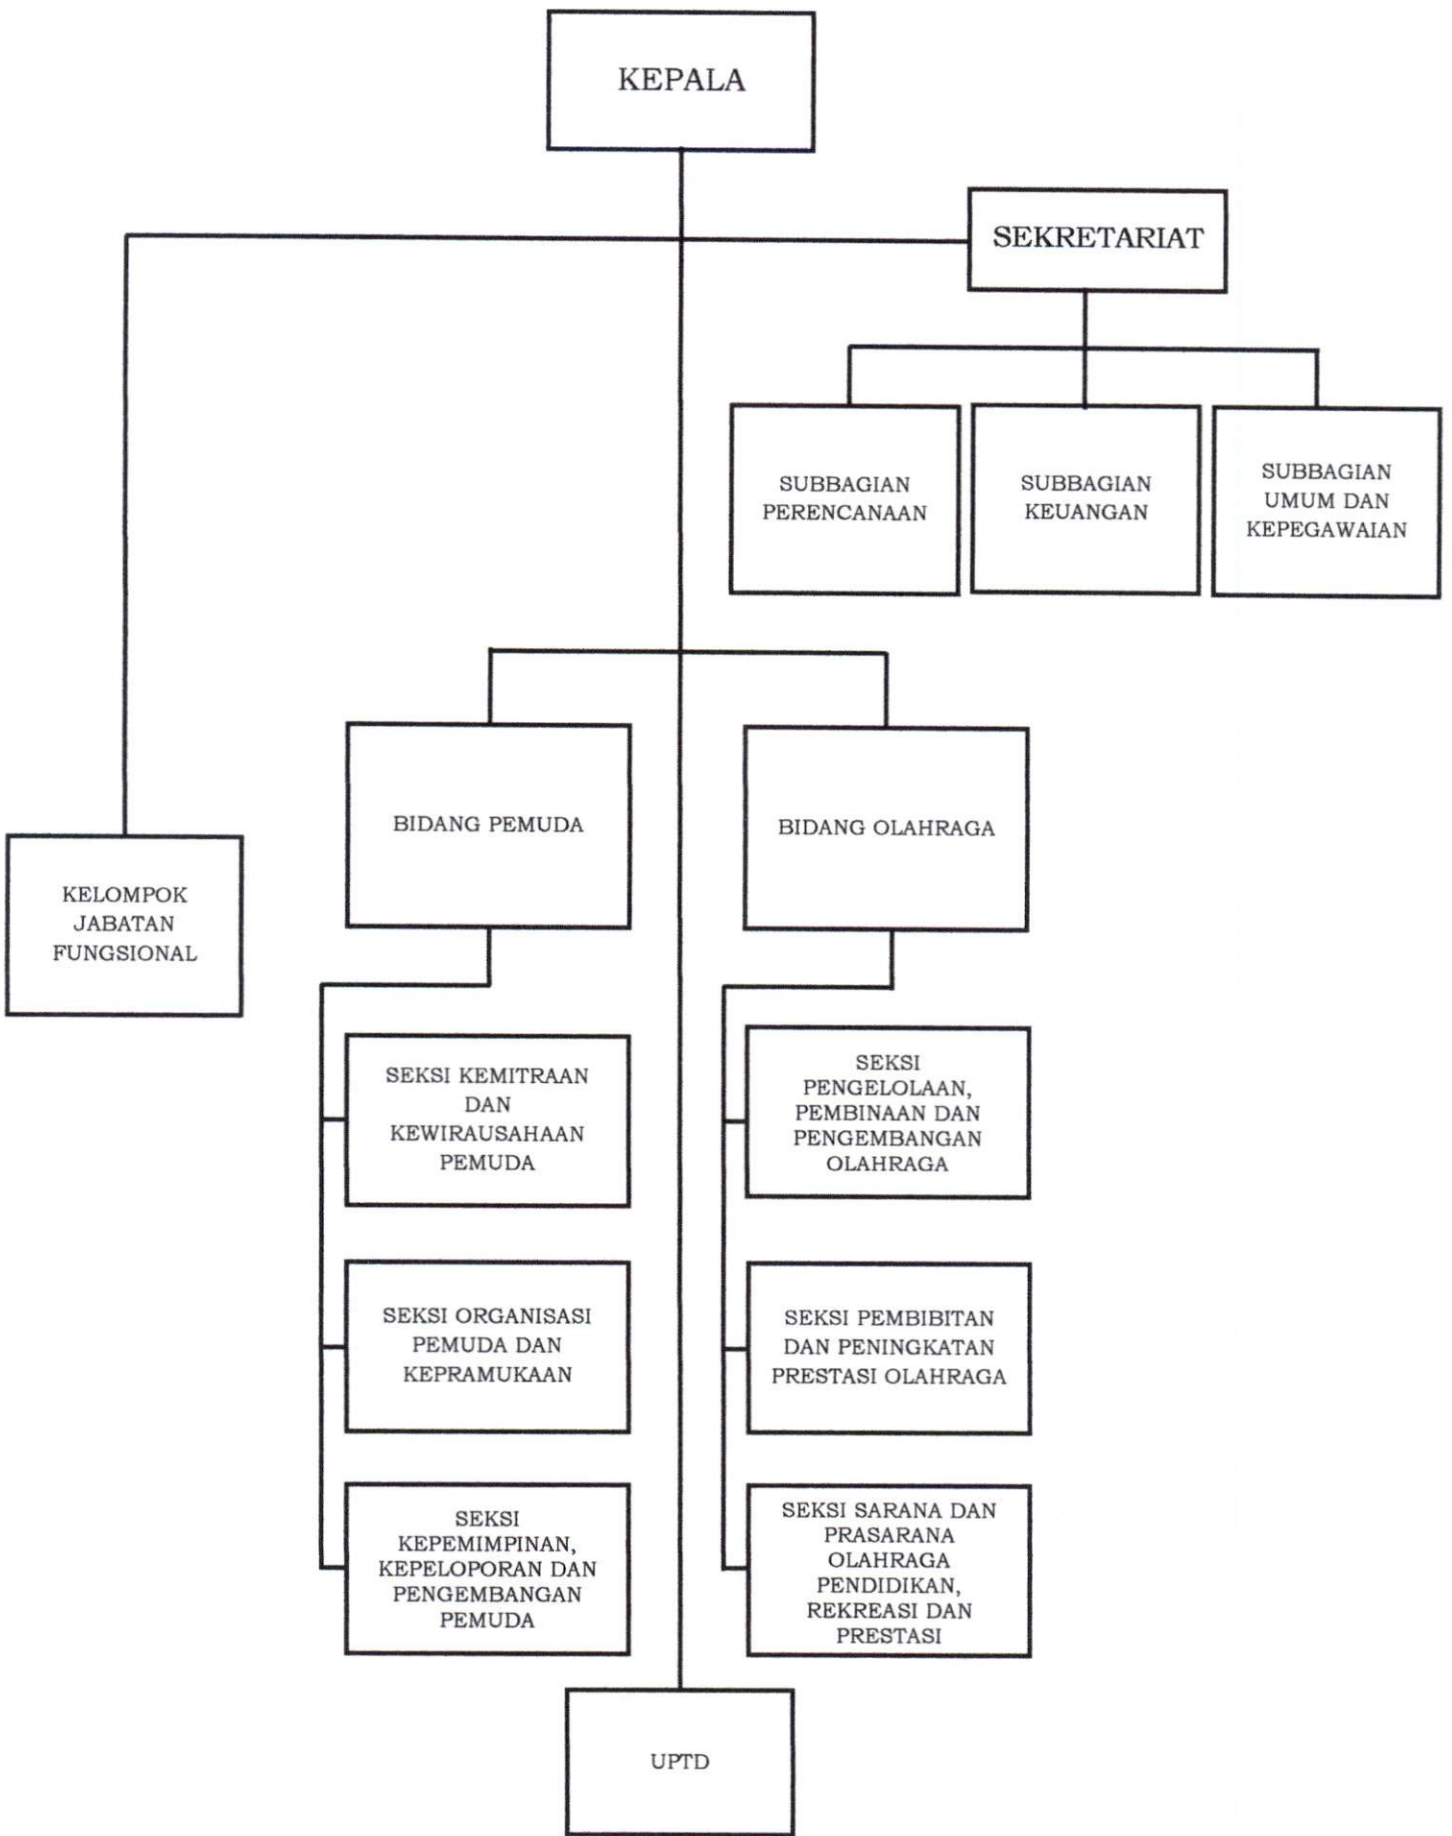 KEPALA
SEKRETARIAT
SUBBAGIAN
PERENCANAAN
SUBBAGIAN
KEUANGAN
SUBBAGIAN
UMUM DAN
KEPEGAWAIAN
BIDANG PEMUDA
BIDANG OLAHRAGA
KELOMPOK
JABATAN
FUNGSIONAL
SEKSI KEMITRAAN
DAN
KEWIRAUSAHAAN
PEMUDA
SEKSI ORGANISASI
PEMUDA DAN
KEPRAMUKAAN
SEKSI
KEPEMIMPINAN,
KEPELOPORAN DAN
PENGEMBANGAN
PEMUDA
SEKSI
PENGELOLAAN,
PEMBINAAN DAN
PENGEMBANGAN
OLAHRAGA
SEKSI PEMBIBITAN
DAN PENINGKATAN
PRESTASI OLAHRAGA
SEKSI SARANA DAN
PRASARANA
OLAHRAGA
PENDIDIKAN,
REKREASI DAN
PRESTASI
UPTD